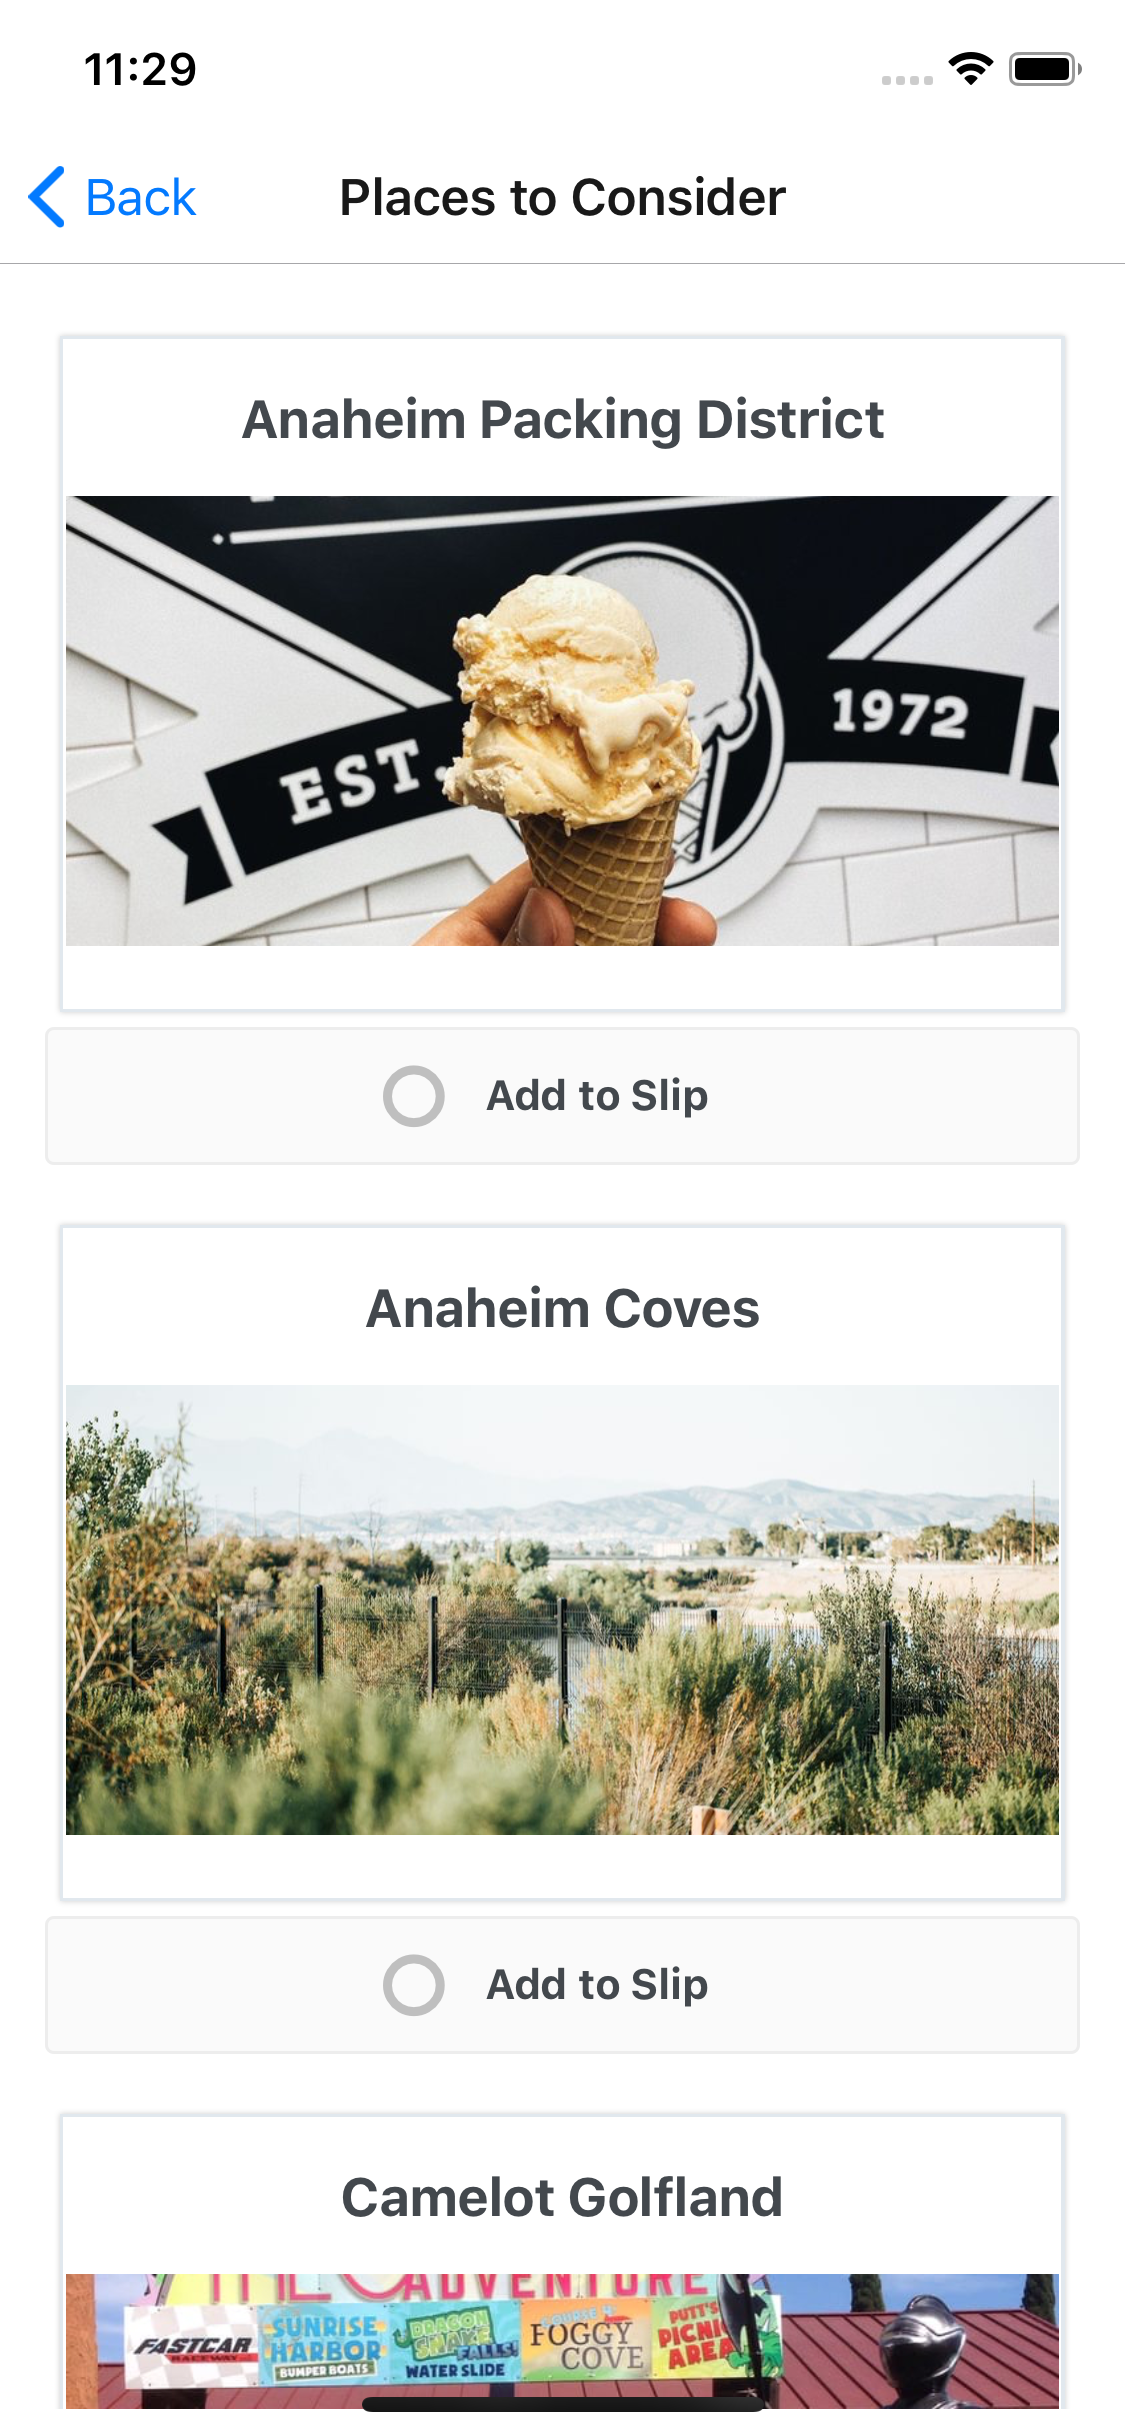 11:29
Back
Places to Consider
Anaheim Packing District
EST.
1972
Add to Slip
Anaheim Coves
Add to Slip
Camelot Golfland
ADVENTURE
FASTCAR
RACEWAY
SUNRISE
HARBOR
BUMPER BOATS
DRAGON
SNAKE
FALLS!
WATER SLIDE
COURSE 4
FOGGY
COVE
PUTT'S
PICNIC
AREA